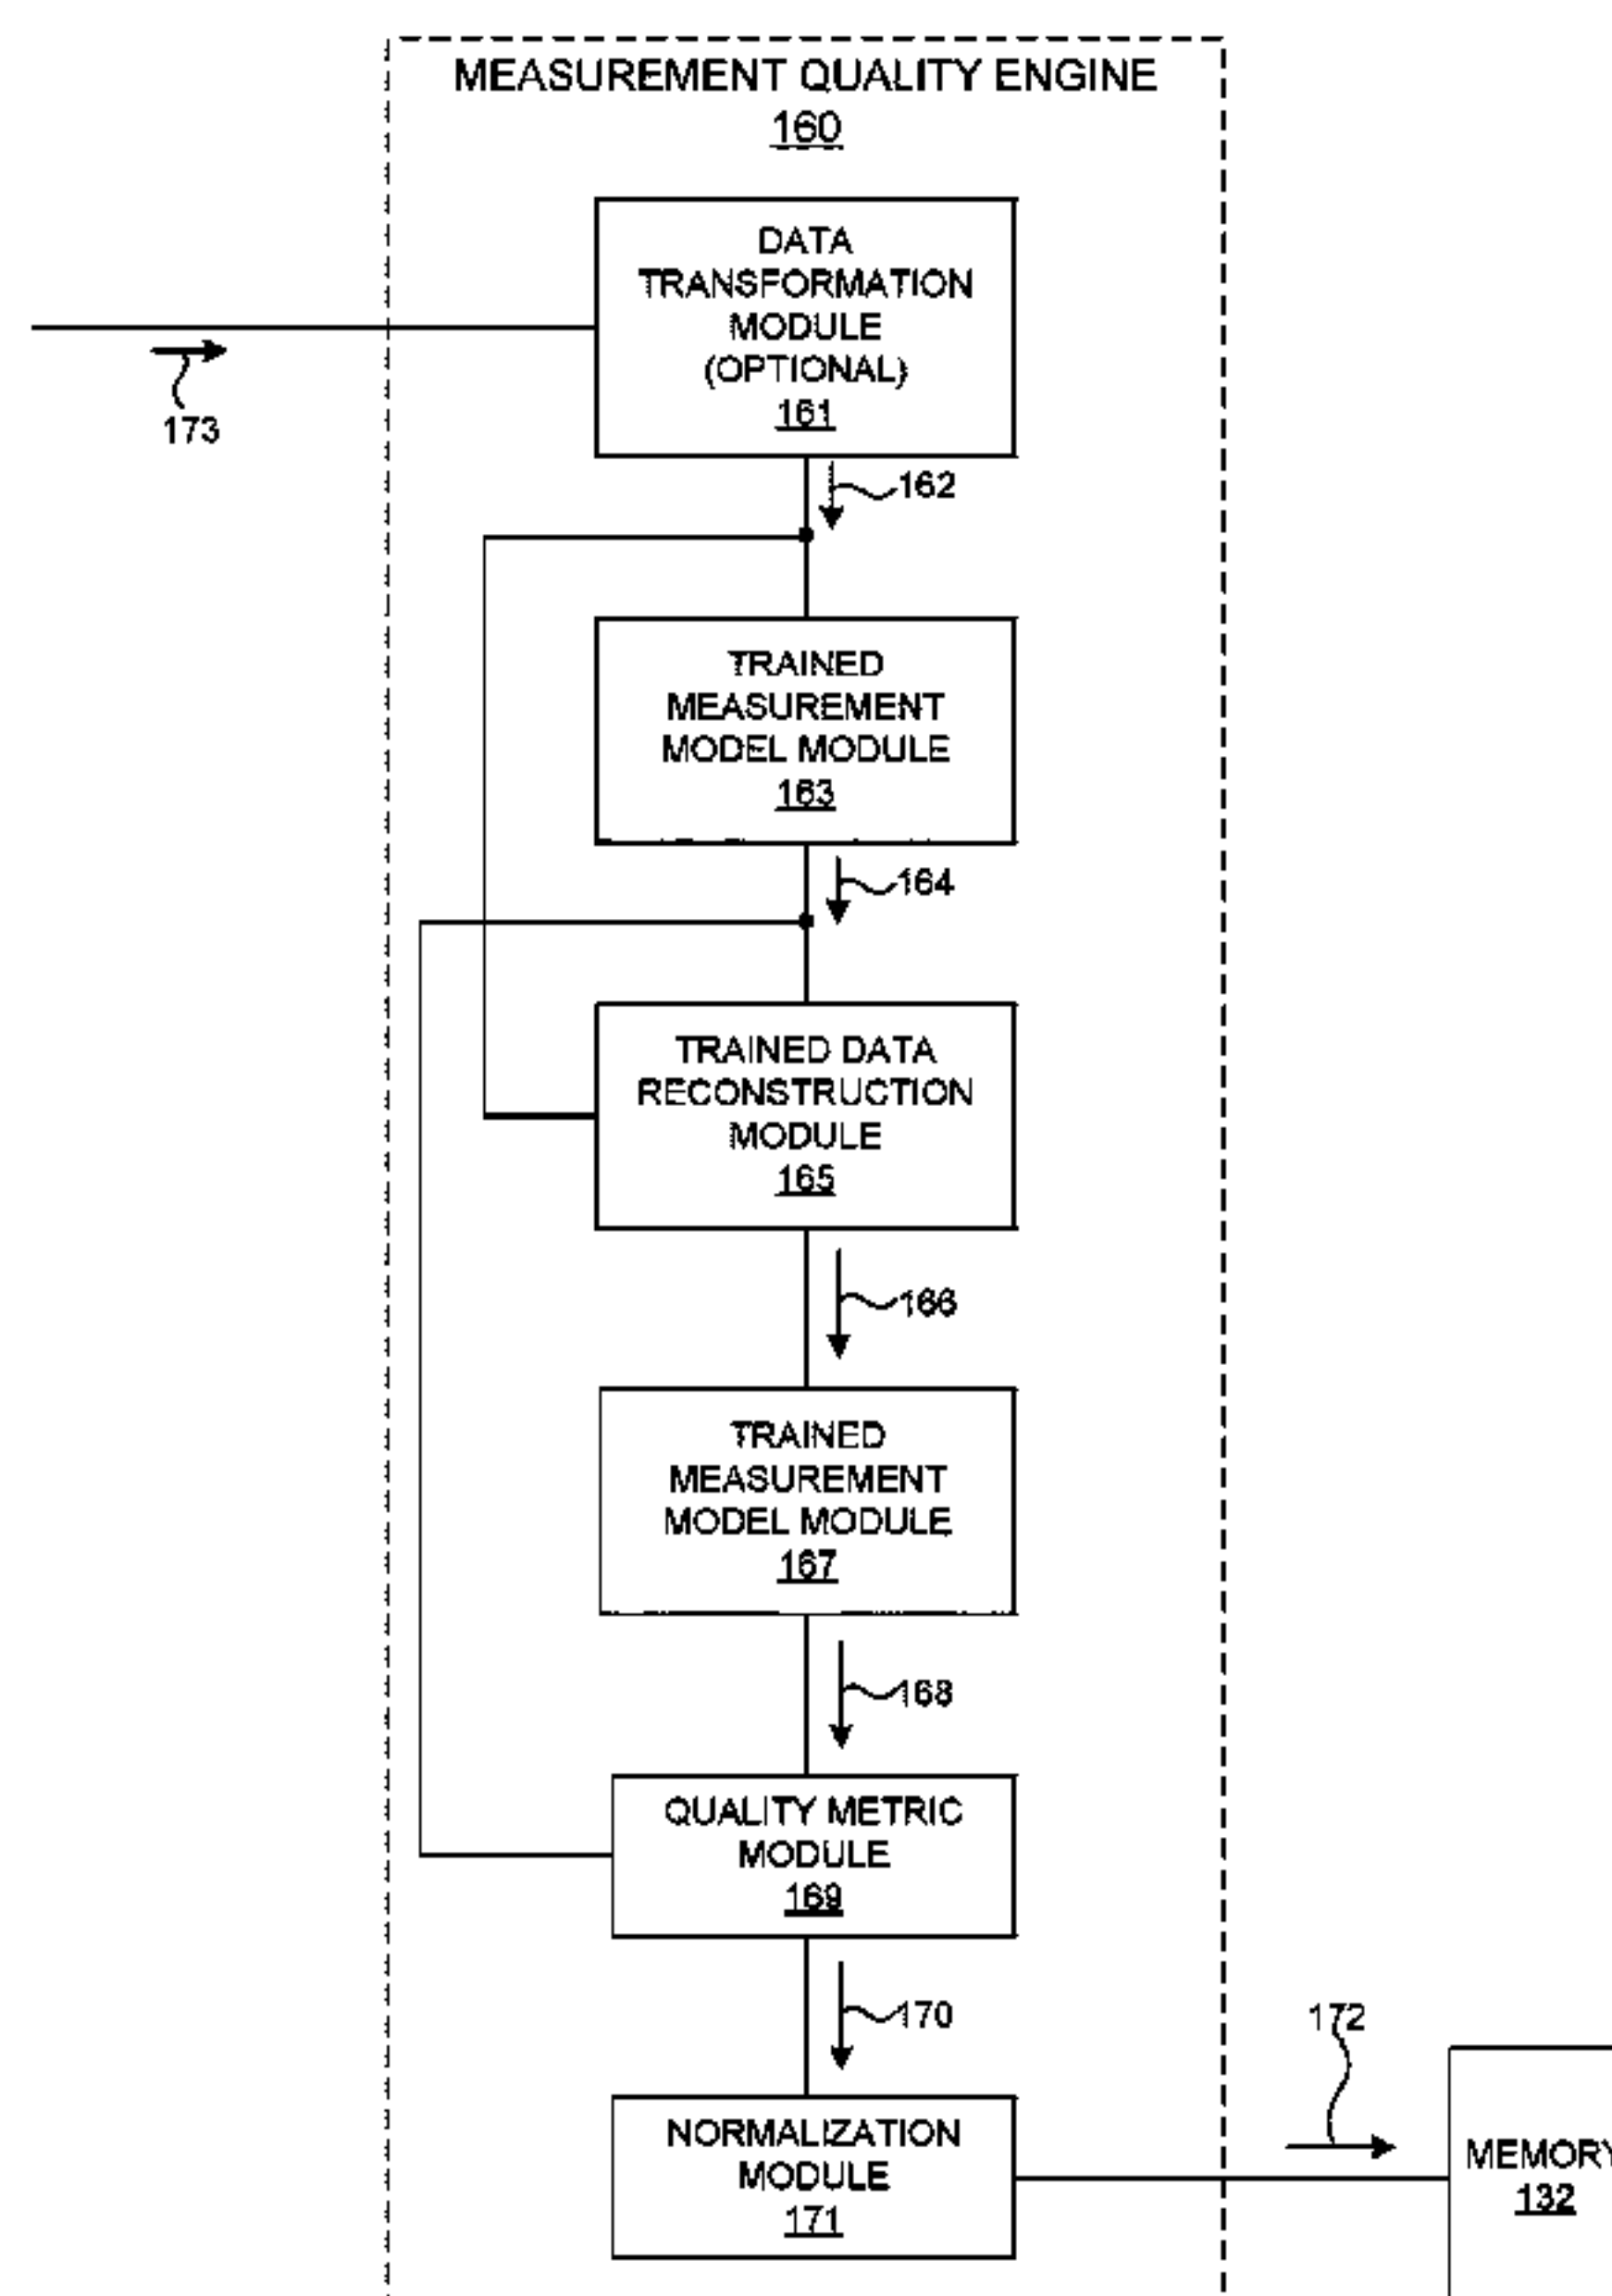 MEASUREMENT QUALITY ENGINE
160
DATA
TRANSFORMATION
MODULE
(OPTIONAL)
161
173
162
TRAINED
MEASUREMENT
MODEL MODULE
163
164
TRAINED DATA
RECONSTRUCTION
MODULE
165
166
TRAINED
MEASUREMENT
MODEL MODULE
167
168
QUALITY METRIC
MODULE
169
170
172
NORMALIZATION
MODULE
171
MEMORY
132